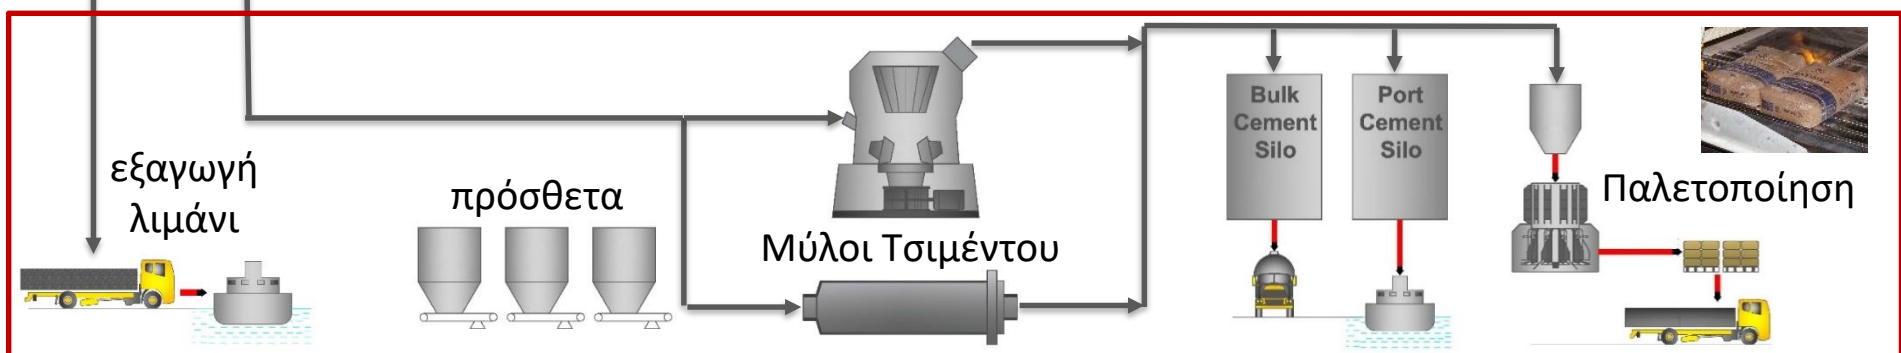 εξαγωγή
λιμάνι
πρόσθετα
Μύλοι Τσιμέντου
Bulk
Cement
Silo
Port
Cement
Silo
Παλετοποίηση